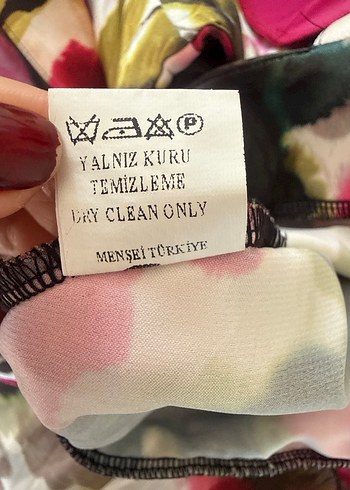 YALNIZ KURU
TEMİZLEME
DRY CLEAN ONLY
MENŞEİ TÜRKİYE